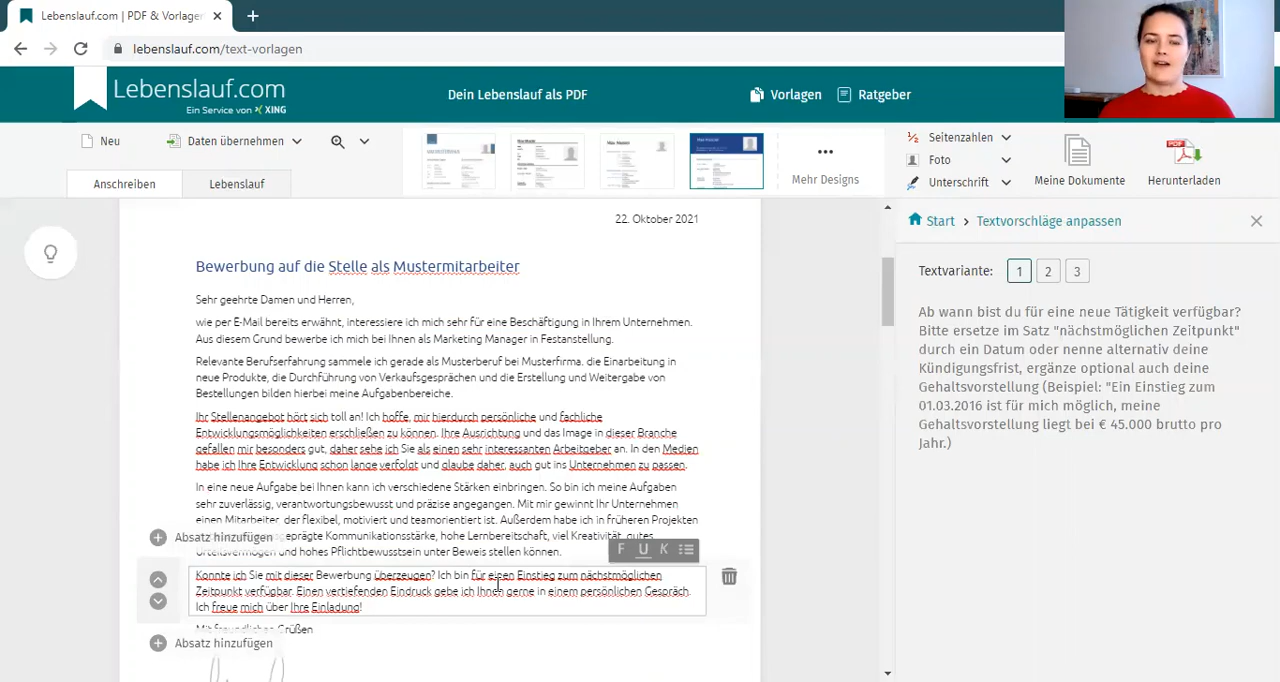 Lebenslauf.com | PDF & Vorlagen
lebenslauf.com/text-vorlagen
Lebenslauf.com
Ein Service von XING
Dein Lebenslauf als PDF
Vorlagen
Ratgeber
Neu
Daten übernehmen
Anschreiben
Lebenslauf
Mehr Designs
Seitenzahlen
Foto
Unterschrift
Meine Dokumente
PDF
Herunterladen
22. Oktober 2021
Bewerbung auf die Stelle als Mustermitarbeiter
Sehr geehrte Damen und Herren,
wie per E-Mail bereits erwähnt, interessiere ich mich sehr für eine Beschäftigung in Ihrem Unternehmen.
Aus diesem Grund bewerbe ich mich bei Ihnen als Marketing Manager in Festanstellung.
Relevante Berufserfahrung sammele ich gerade als Musterberuf bei Musterfirma. die Einarbeitung in
neue Produkte, die Durchführung von Verkaufsgesprächen und die Erstellung und Weitergabe von
Bestellungen bilden hierbei meine Aufgabenbereiche.
Ihr Stellenangebot hört sich toll an! Ich hoffe, mir hierdurch persönliche und fachliche
Entwicklungsmöglichkeiten erschließen zu können. Ihre Ausrichtung und das Image in dieser Branche
gefallen mir besonders gut, daher sehe ich Sie als einen sehr interessanten Arbeitgeber an. In den Medien
habe ich Ihre Entwicklung schon lange verfolgt und glaube daher, auch gut ins Unternehmen zu passen.
In eine neue Aufgabe bei Ihnen kann ich verschiedene Stärken einbringen. So bin ich meine Aufgaben
sehr zuverlässig, verantwortungsbewusst und präzise angegangen. Mit mir gewinnt Ihr Unternehmen
einen Mitarbeiter, der flexibel, motiviert und teamorientiert ist. Außerdem habe ich in früheren Projekten
geprägte Kommunikationsstärke, hohe Lernbereitschaft, viel Kreativität, gutes
Urteilsvermögen und hohes Pflichtbewusstsein unter Beweis stellen können.
Absatz hinzufügen
F U K
Konnte ich Sie mit dieser Bewerbung überzeugen? Ich bin für einen Einstieg zum nächstmöglichen
Zeitpunkt verfügbar. Einen vertiefenden Eindruck gebe ich Ihnen gerne in einem persönlichen Gespräch.
Ich freue mich über Ihre Einladung!
Mit freundlichen Grüßen
Absatz hinzufügen
Start > Textvorschläge anpassen
Textvariante: 1 2 3
Ab wann bist du für eine neue Tätigkeit verfügbar?
Bitte ersetze im Satz "nächstmöglichen Zeitpunkt"
durch ein Datum oder nenne alternativ deine
Kündigungsfrist, ergänze optional auch deine
Gehaltsvorstellung (Beispiel: "Ein Einstieg zum
01.03.2016 ist für mich möglich, meine
Gehaltsvorstellung liegt bei € 45.000 brutto pro
Jahr.)